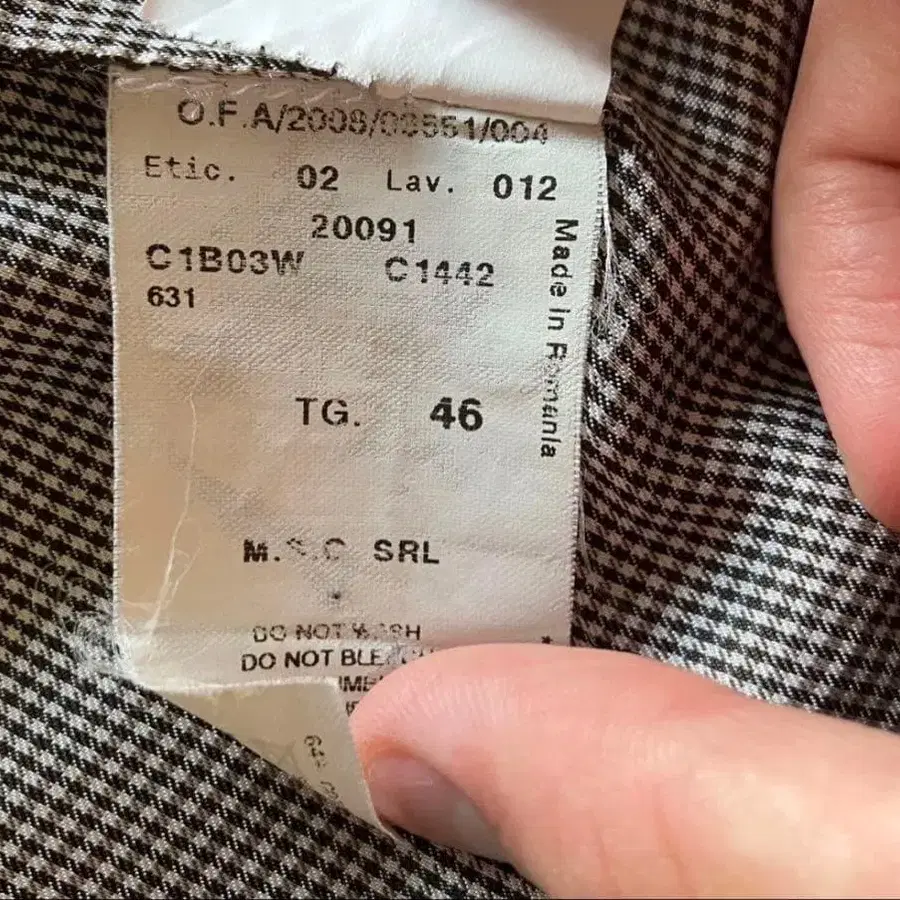 O.F.A/2008/03551/004
Etic. 02 Lav. 012
20091
C1B03W C1442
631
Made in Romania
TG. 46
M.S.C SRL
DO NOT WASH
DO NOT